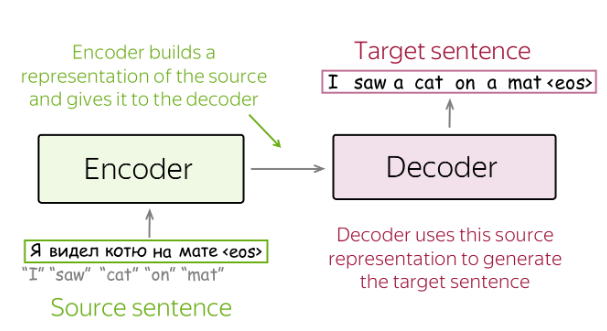 Encoder builds a
representation of the source
and gives it to the decoder
Target sentence
I saw a cat on a mat <eos>
Encoder
Decoder
Я видел котю на мате <eos>
"I" "saw" "cat" "on" "mat"
Source sentence
Decoder uses this source
representation to generate
the target sentence